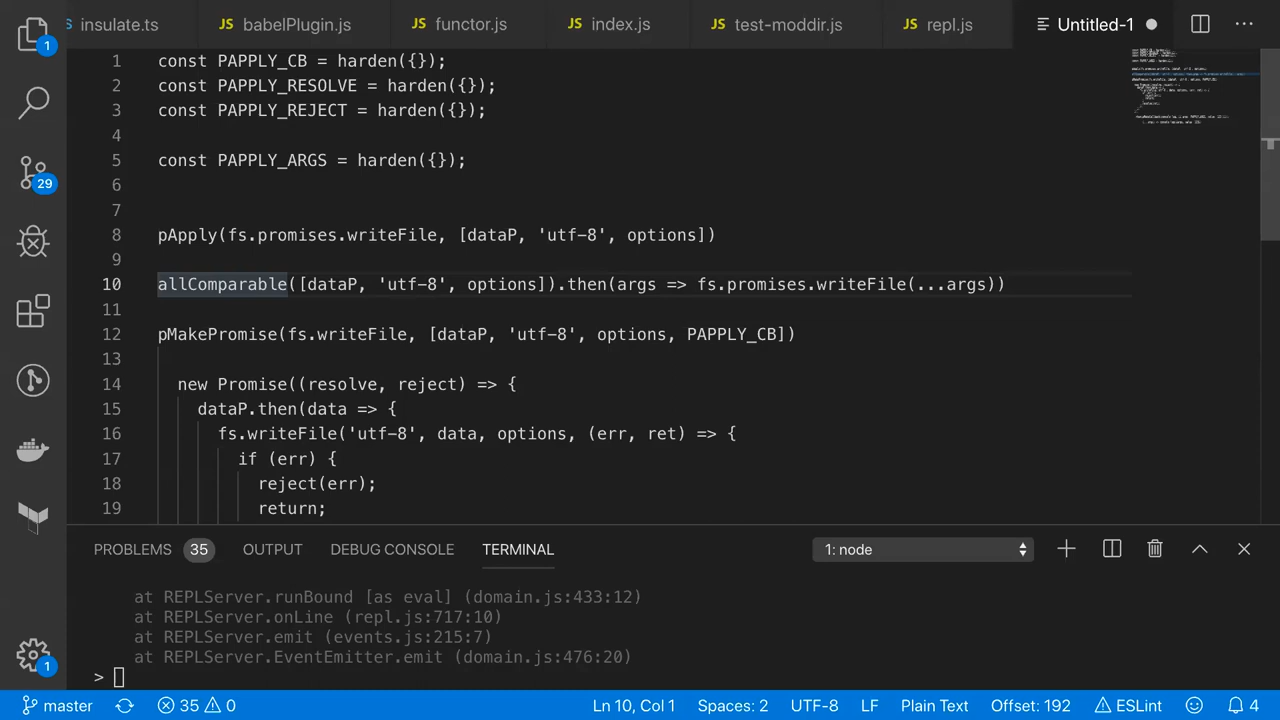 insulate.ts JS babelPlugin.js JS functor.js JS index.js JS test-moddir.js JS repl.js Untitled-1
1 const PAPPLY_CB = harden({});
2 const PAPPLY_RESOLVE = harden({});
3 const PAPPLY_REJECT = harden({});
4
5 const PAPPLY_ARGS = harden({});
6
7
8 pApply(fs.promises.writeFile, [dataP, 'utf-8', options])
9
10 allComparable([dataP, 'utf-8', options]).then(args => fs.promises.writeFile(...args))
11
12 pMakePromise(fs.writeFile, [dataP, 'utf-8', options, PAPPLY_CB])
13
14 new Promise((resolve, reject) => {
15 dataP.then(data => {
16 fs.writeFile('utf-8', data, options, (err, ret) => {
17 if (err) {
18 reject(err);
19 return;
1
29
1
PROBLEMS 35 OUTPUT DEBUG CONSOLE TERMINAL 1: node
at REPLServer.runBound [as eval] (domain.js:433:12)
at REPLServer.onLine (repl.js:717:10)
at REPLServer.emit (events.js:215:7)
at REPLServer.EventEmitter.emit (domain.js:476:20)
>
master 35 0 Ln 10, Col 1 Spaces: 2 UTF-8 LF Plain Text Offset: 192 ESLint 4